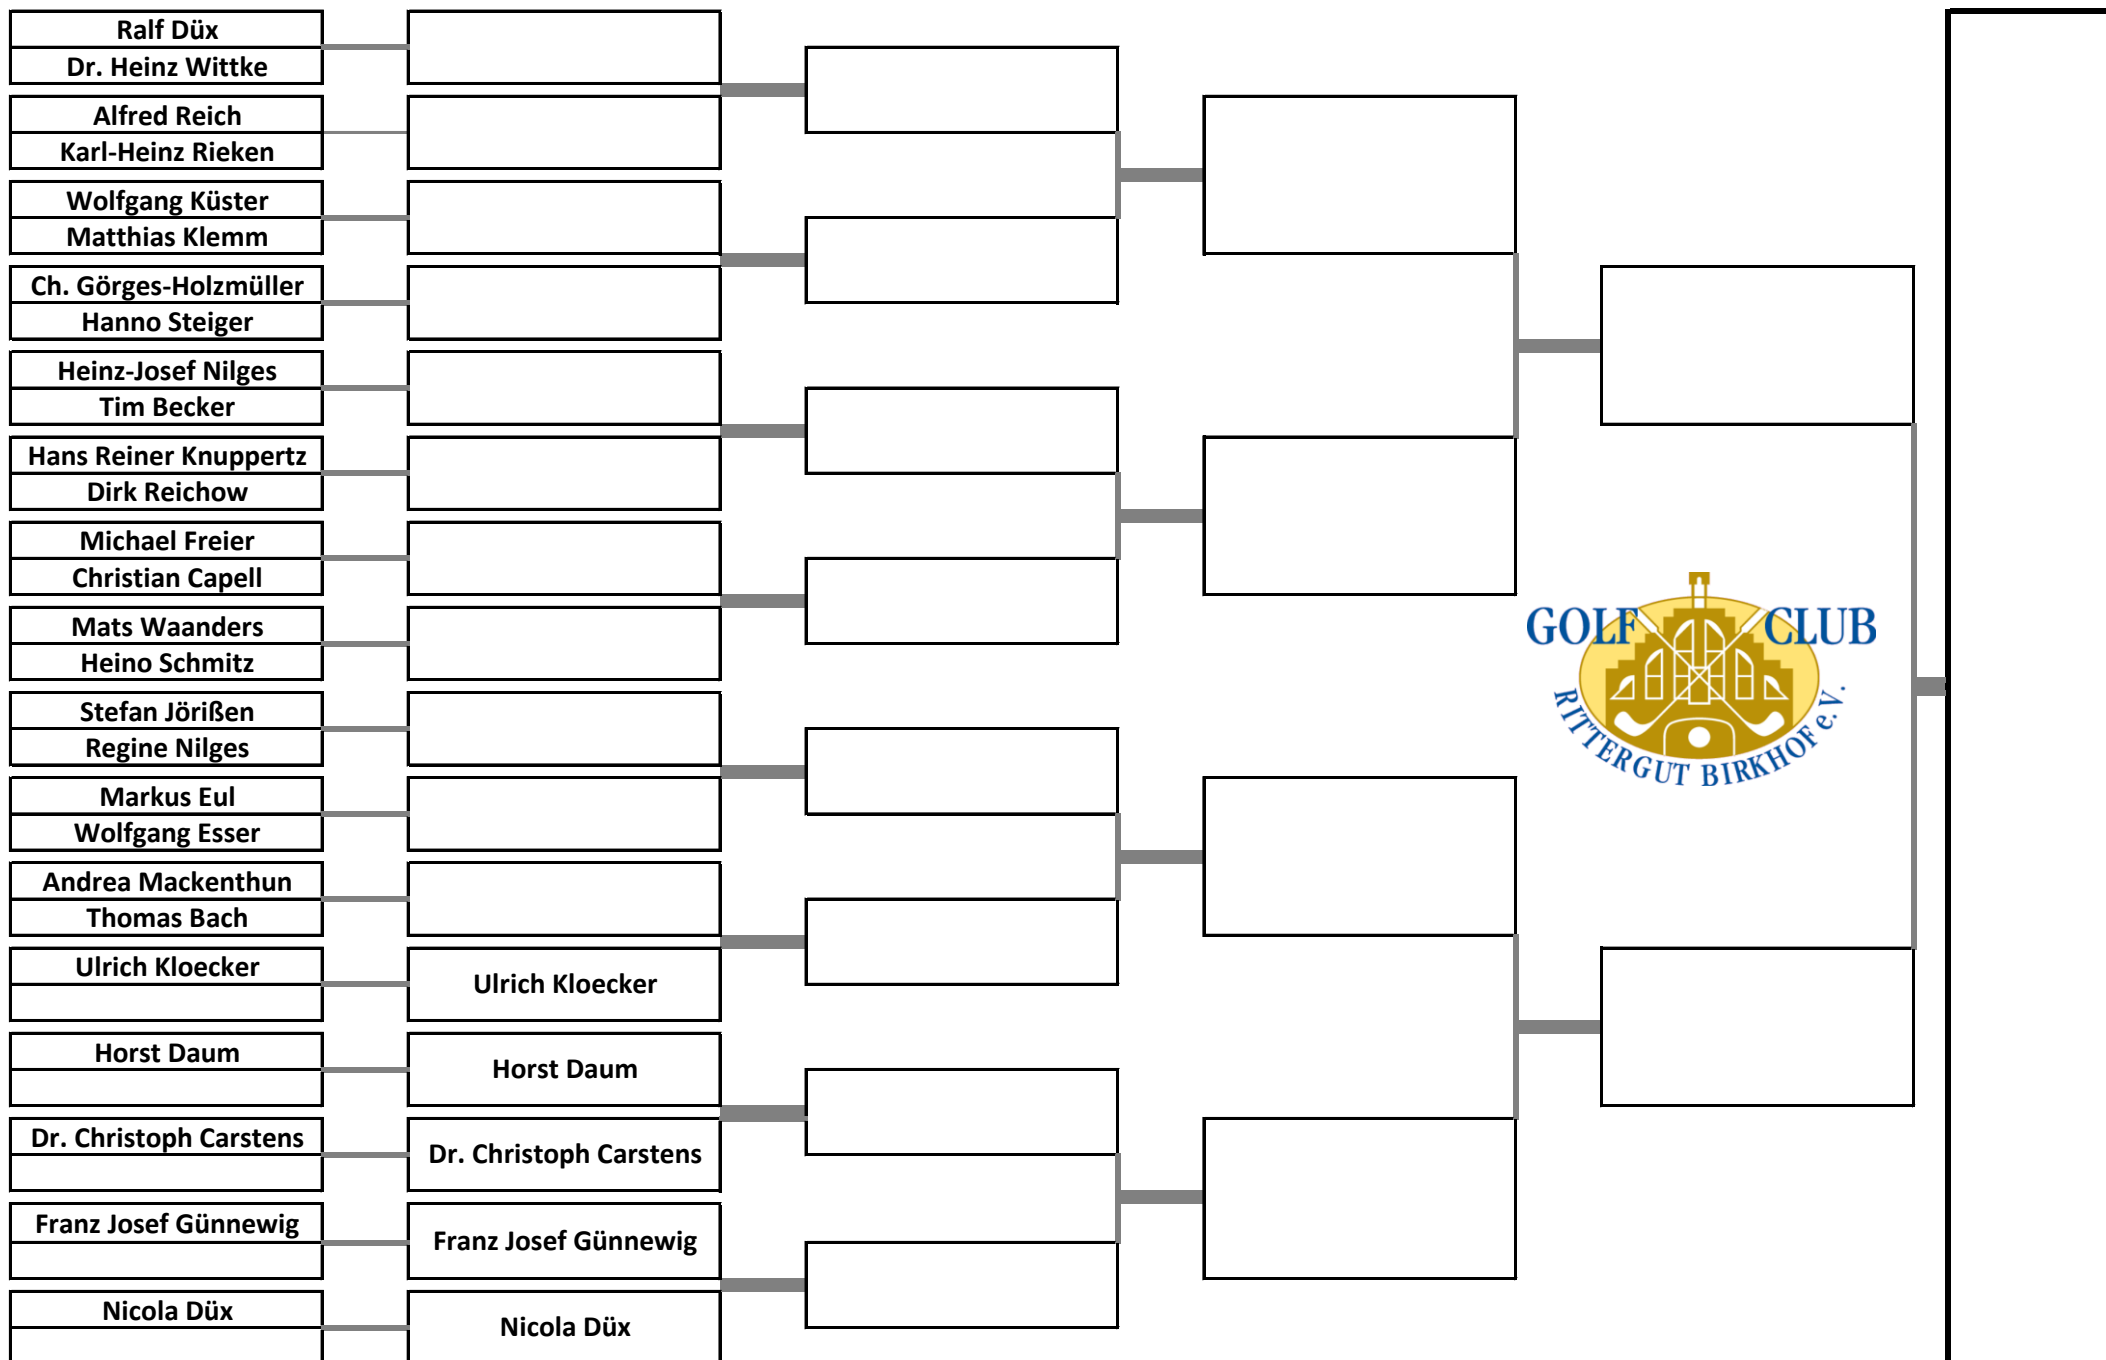 Ralf Düx
Dr. Heinz Wittke
Alfred Reich
Karl-Heinz Rieken
Wolfgang Küster
Matthias Klemm
Ch. Görges-Holzmüller
Hanno Steiger
Heinz-Josef Nilges
Tim Becker
Hans Reiner Knuppertz
Dirk Reichow
Michael Freier
Christian Capell
Mats Waanders
Heino Schmitz
Stefan Jörißen
Regine Nilges
Markus Eul
Wolfgang Esser
Andrea Mackenthun
Thomas Bach
Ulrich Kloecker
Horst Daum
Dr. Christoph Carstens
Franz Josef Günnewig
Nicola Düx
Ulrich Kloecker
Horst Daum
Dr. Christoph Carstens
Franz Josef Günnewig
Nicola Düx
GOLF CLUB
RITTERGUT BIRKHOF e.V.